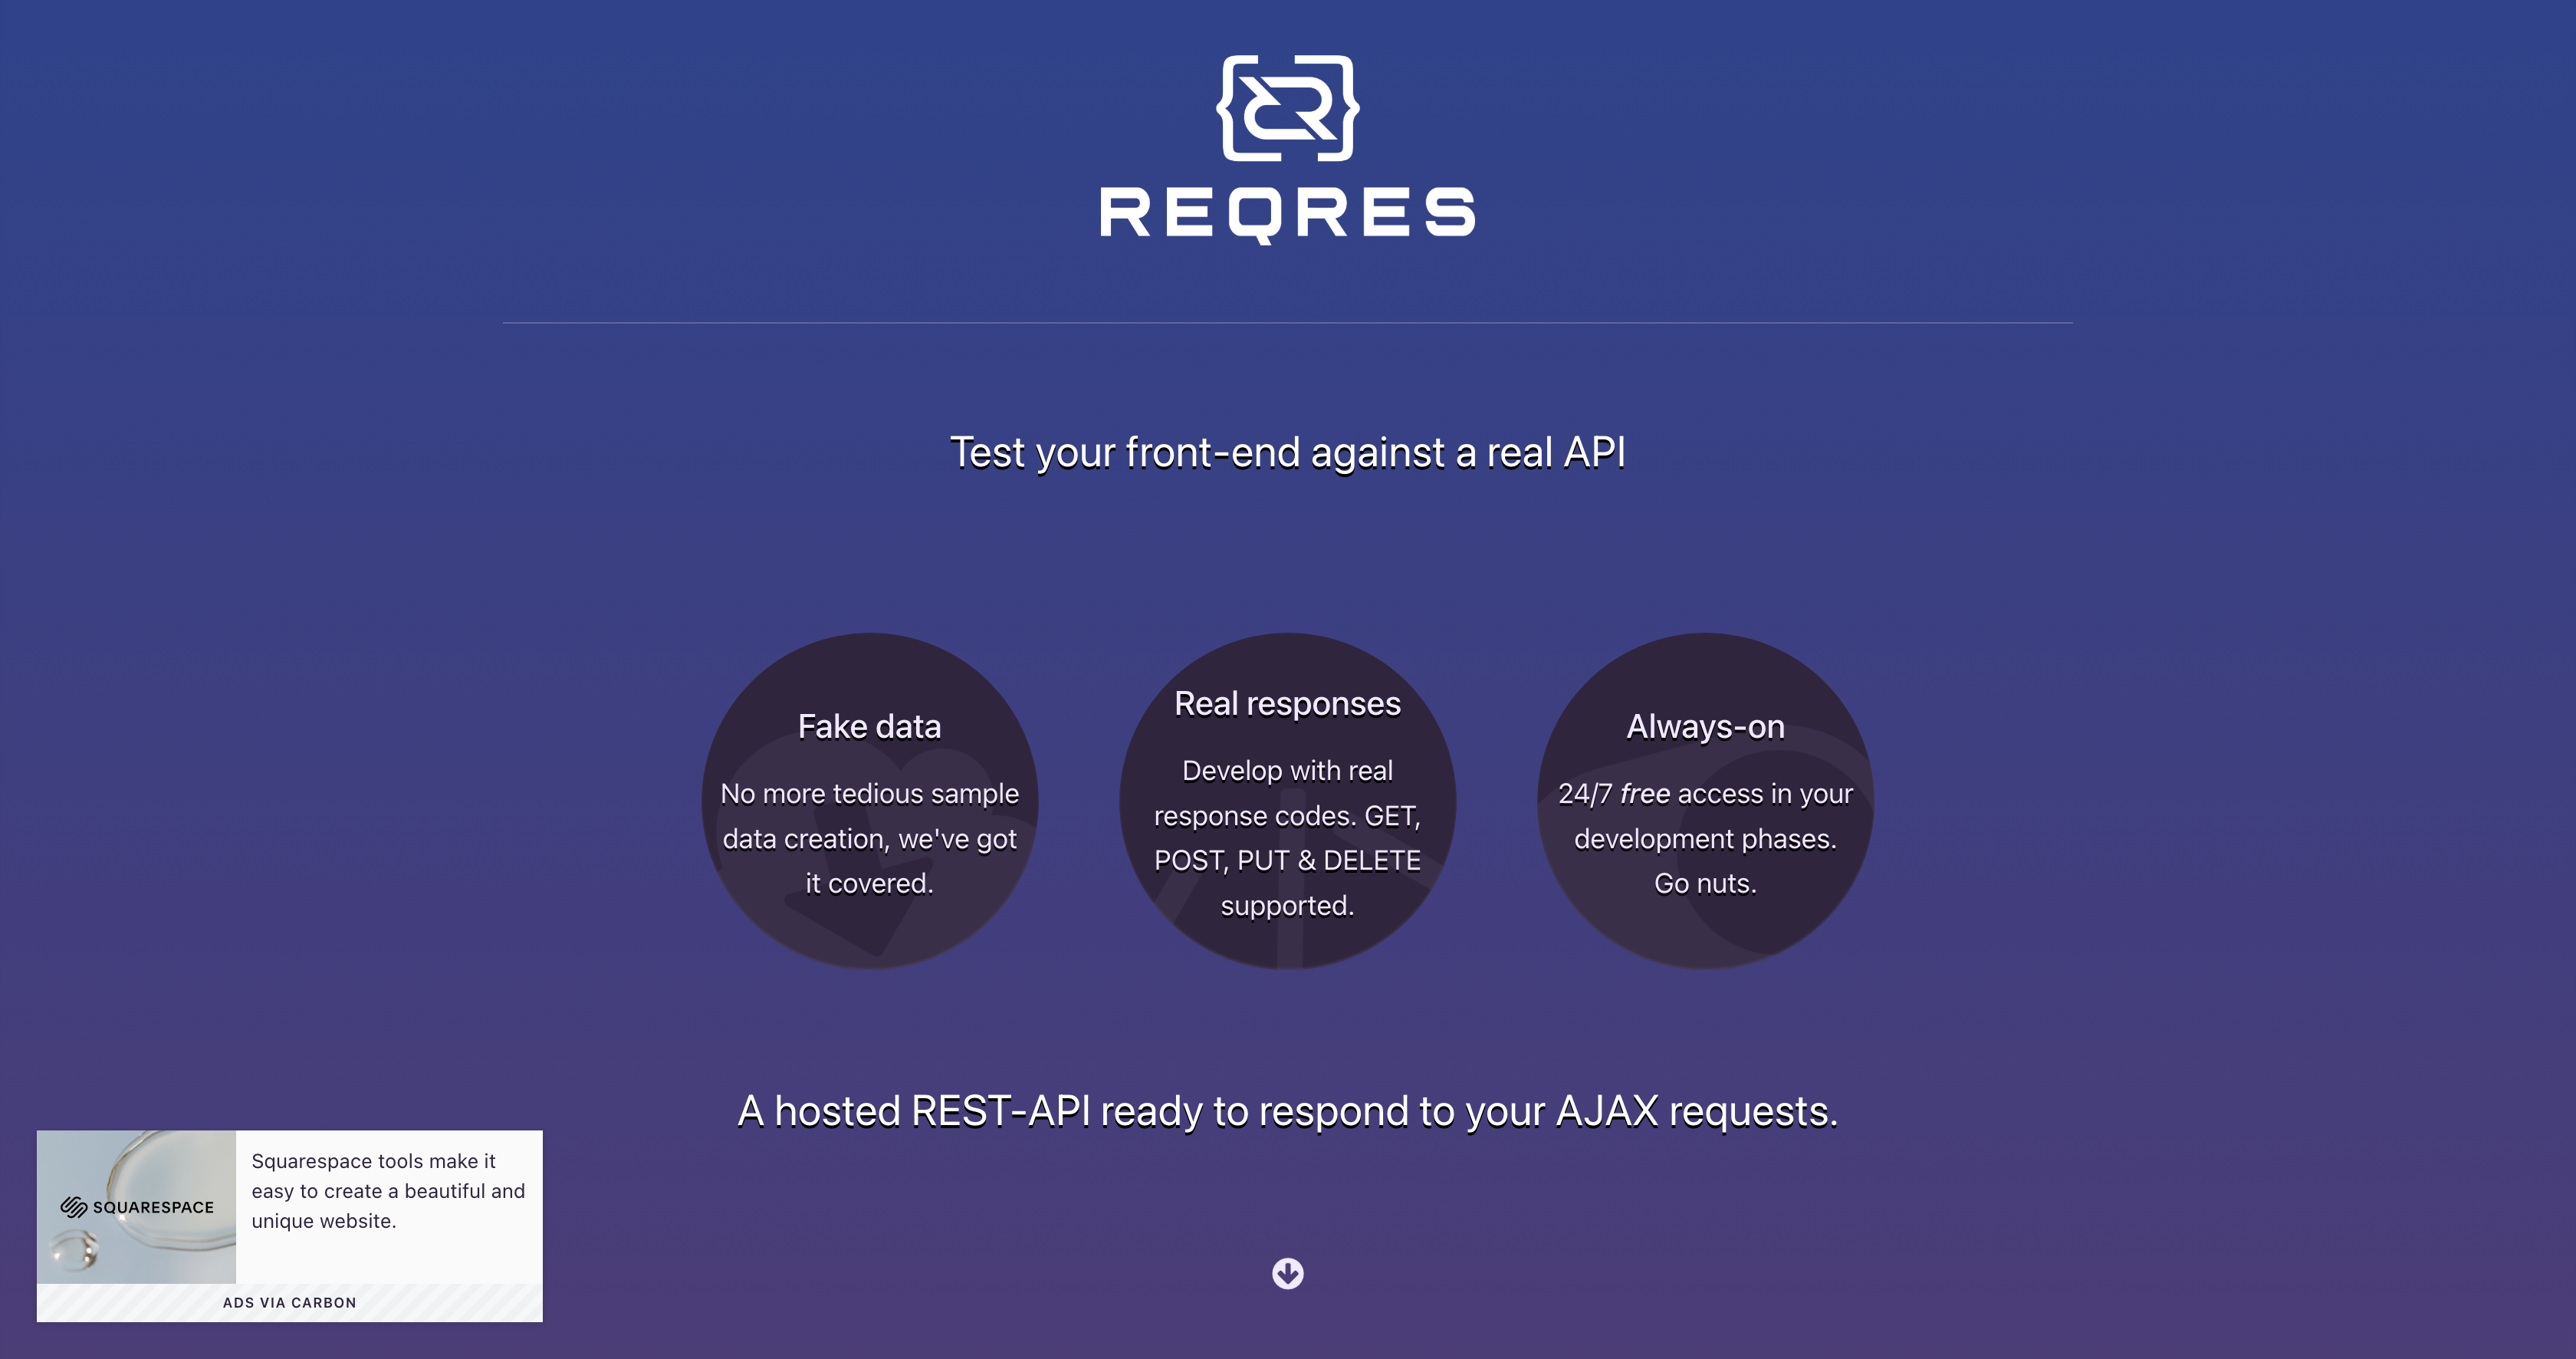 REQRES
Test your front-end against a real API
Fake data
No more tedious sample
data creation, we've got
it covered.
Real responses
Develop with real
response codes. GET,
POST, PUT & DELETE
supported.
Always-on
24/7 free access in your
development phases.
Go nuts.
A hosted REST-API ready to respond to your AJAX requests.
SQUARESPACE
Squarespace tools make it
easy to create a beautiful and
unique website.
ADS VIA CARBON